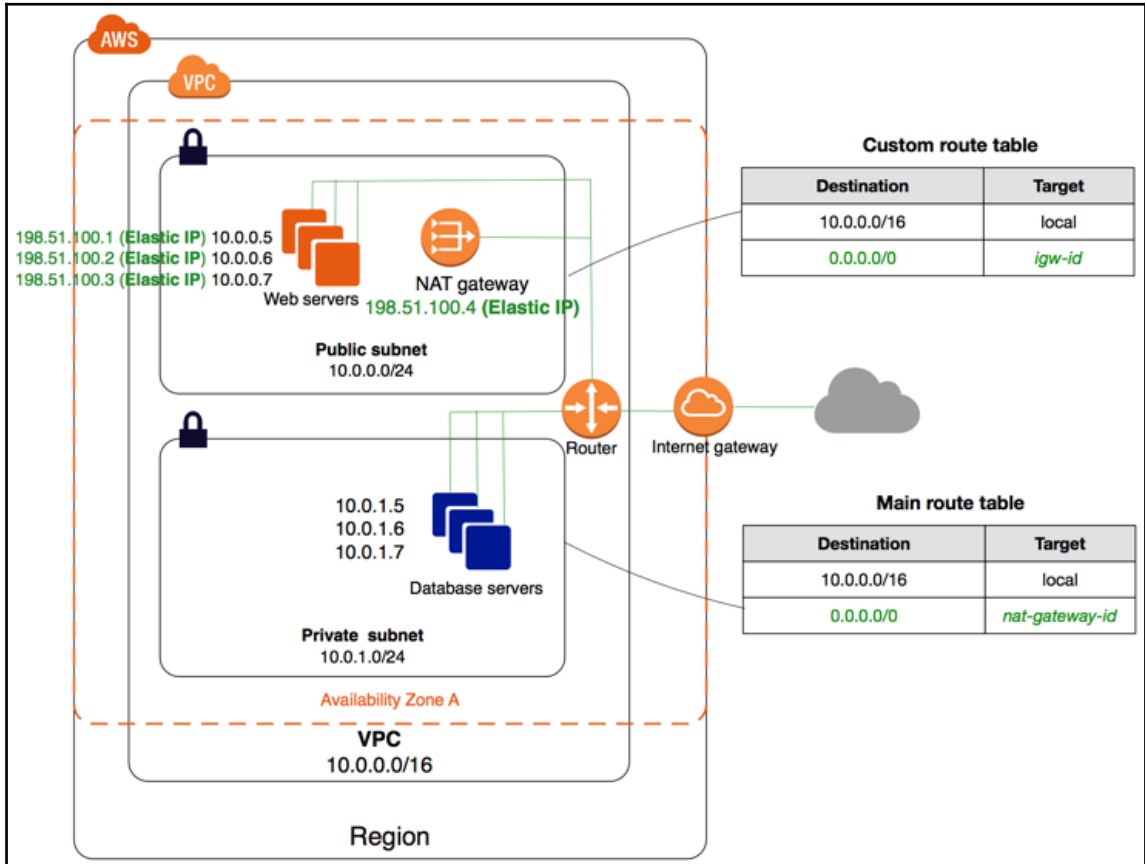 AWS
VPC
198.51.100.1 (Elastic IP) 10.0.0.5
198.51.100.2 (Elastic IP) 10.0.0.6
198.51.100.3 (Elastic IP) 10.0.0.7
Web servers
NAT gateway
198.51.100.4 (Elastic IP)
Public subnet
10.0.0.0/24
Custom route table
Destination Target
10.0.0.0/16 local
0.0.0.0/0 igw-id
Router
Internet gateway
10.0.1.5
10.0.1.6
10.0.1.7
Database servers
Private subnet
10.0.1.0/24
Main route table
Destination Target
10.0.0.0/16 local
0.0.0.0/0 nat-gateway-id
Availability Zone A
VPC
10.0.0.0/16
Region